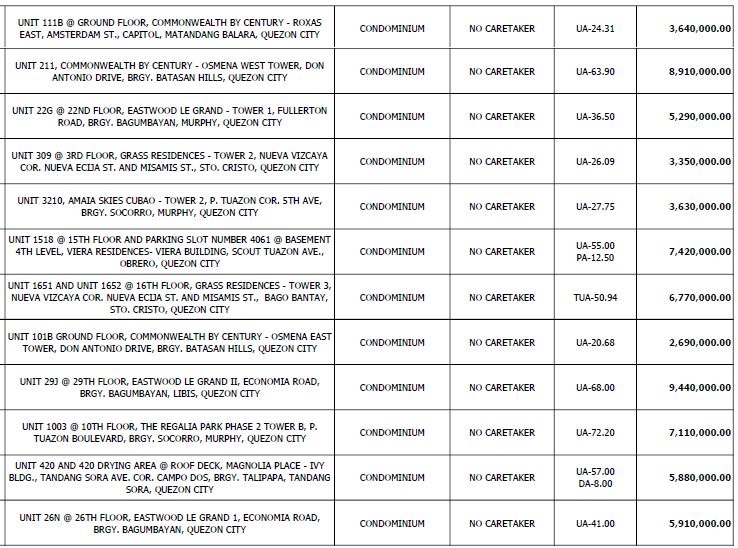 UNIT 111B @ GROUND FLOOR, COMMONWEALTH BY CENTURY - ROXAS
EAST, AMSTERDAM ST., CAPITOL, MATANDANG BALARA, QUEZON CITY
CONDOMINIUM
NO CARETAKER
UA-24.31
3,640,000.00
UNIT 211, COMMONWEALTH BY CENTURY - OSMENA WEST TOWER, DON
ANTONIO DRIVE, BRGY. BATASAN HILLS, QUEZON CITY
CONDOMINIUM
NO CARETAKER
UA-63.90
8,910,000.00
UNIT 22G @ 22ND FLOOR, EASTWOOD LE GRAND - TOWER 1, FULLERTON
ROAD, BRGY. BAGUMBAYAN, MURPHY, QUEZON CITY
CONDOMINIUM
NO CARETAKER
UA-36.50
5,290,000.00
UNIT 309 @ 3RD FLOOR, GRASS RESIDENCES - TOWER 2, NUEVA VIZCAYA
COR. NUEVA ECIJA ST. AND MISAMIS ST., STO. CRISTO, QUEZON CITY
CONDOMINIUM
NO CARETAKER
UA-26.09
3,350,000.00
UNIT 3210, AMAIA SKIES CUBAO - TOWER 2, P. TUAZON COR. 5TH AVE,
BRGY. SOCORRO, MURPHY, QUEZON CITY
CONDOMINIUM
NO CARETAKER
UA-27.75
3,630,000.00
UNIT 1518 @ 15TH FLOOR AND PARKING SLOT NUMBER 4061 @ BASEMENT
4TH LEVEL, VIERA RESIDENCES- VIERA BUILDING, SCOUT TUAZON AVE.,
OBRERO, QUEZON CITY
CONDOMINIUM
NO CARETAKER
UA-55.00
PA-12.50
7,420,000.00
UNIT 1651 AND UNIT 1652 @ 16TH FLOOR, GRASS RESIDENCES - TOWER 3,
NUEVA VIZCAYA COR. NUEVA ECIJA ST. AND MISAMIS ST., BAGO BANTAY,
STO. CRISTO, QUEZON CITY
CONDOMINIUM
NO CARETAKER
TUA-50.94
6,770,000.00
UNIT 101B GROUND FLOOR, COMMONWEALTH BY CENTURY - OSMENA EAST
TOWER, DON ANTONIO DRIVE, BRGY. BATASAN HILLS, QUEZON CITY
CONDOMINIUM
NO CARETAKER
UA-20.68
2,690,000.00
UNIT 29J @ 29TH FLOOR, EASTWOOD LE GRAND II, ECONOMIA ROAD,
BRGY. BAGUMBAYAN, LIBIS, QUEZON CITY
CONDOMINIUM
NO CARETAKER
UA-68.00
9,440,000.00
UNIT 1003 @ 10TH FLOOR, THE REGALIA PARK PHASE 2 TOWER B, P.
TUAZON BOULEVARD, BRGY. SOCORRO, MURPHY, QUEZON CITY
CONDOMINIUM
NO CARETAKER
UA-72.20
7,110,000.00
UNIT 420 AND 420 DRYING AREA @ ROOF DECK, MAGNOLIA PLACE - IVY
BLDG., TANDANG SORA AVE. COR. CAMPO DOS, BRGY. TALIPAPA, TANDANG
SORA, QUEZON CITY
CONDOMINIUM
NO CARETAKER
UA-57.00
DA-8.00
5,880,000.00
UNIT 26N @ 26TH FLOOR, EASTWOOD LE GRAND 1, ECONOMIA ROAD,
BRGY. BAGUMBAYAN, QUEZON CITY
CONDOMINIUM
NO CARETAKER
UA-41.00
5,910,000.00